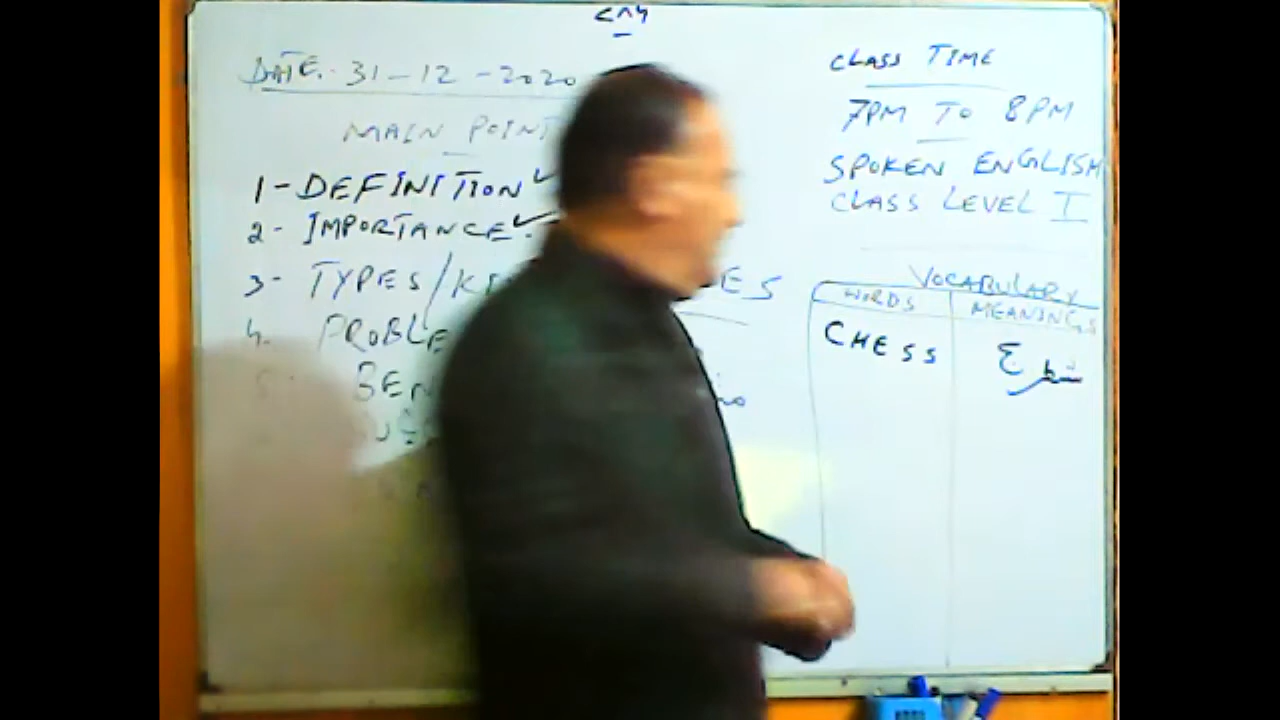 DATE. 31-12-2020
MAIN POINT
1-DEFINITION✓
2-IMPORTANCE✓
3- TYPES/K
ES
4. PROBLE
5. BEN
CLASS TIME
7PM TO 8PM
SPOKEN ENGLISH
CLASS LEVEL I
VOCABULARY
WORDS MEANINGS
CHESS